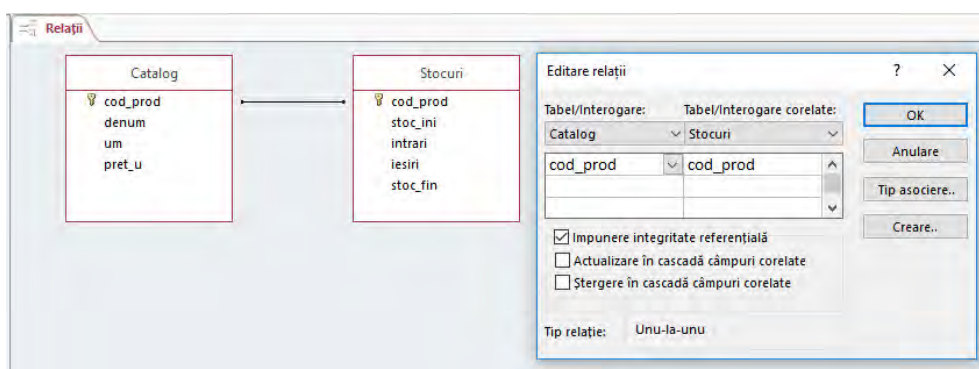 Relații
Catalog
cod_prod
denum
um
pret_u
Stocuri
cod_prod
stoc_ini
intrari
iesiri
stoc_fin
Editare relații
? X
Tabel/Interogare: Tabel/Interogare corelate:
Catalog Stocuri
cod_prod cod_prod
OK
Anulare
Tip asociere..
Creare..
Impunere integritate referențială
Actualizare în cascadă câmpuri corelate
Ștergere în cascadă câmpuri corelate
Tip relație: Unu-la-unu